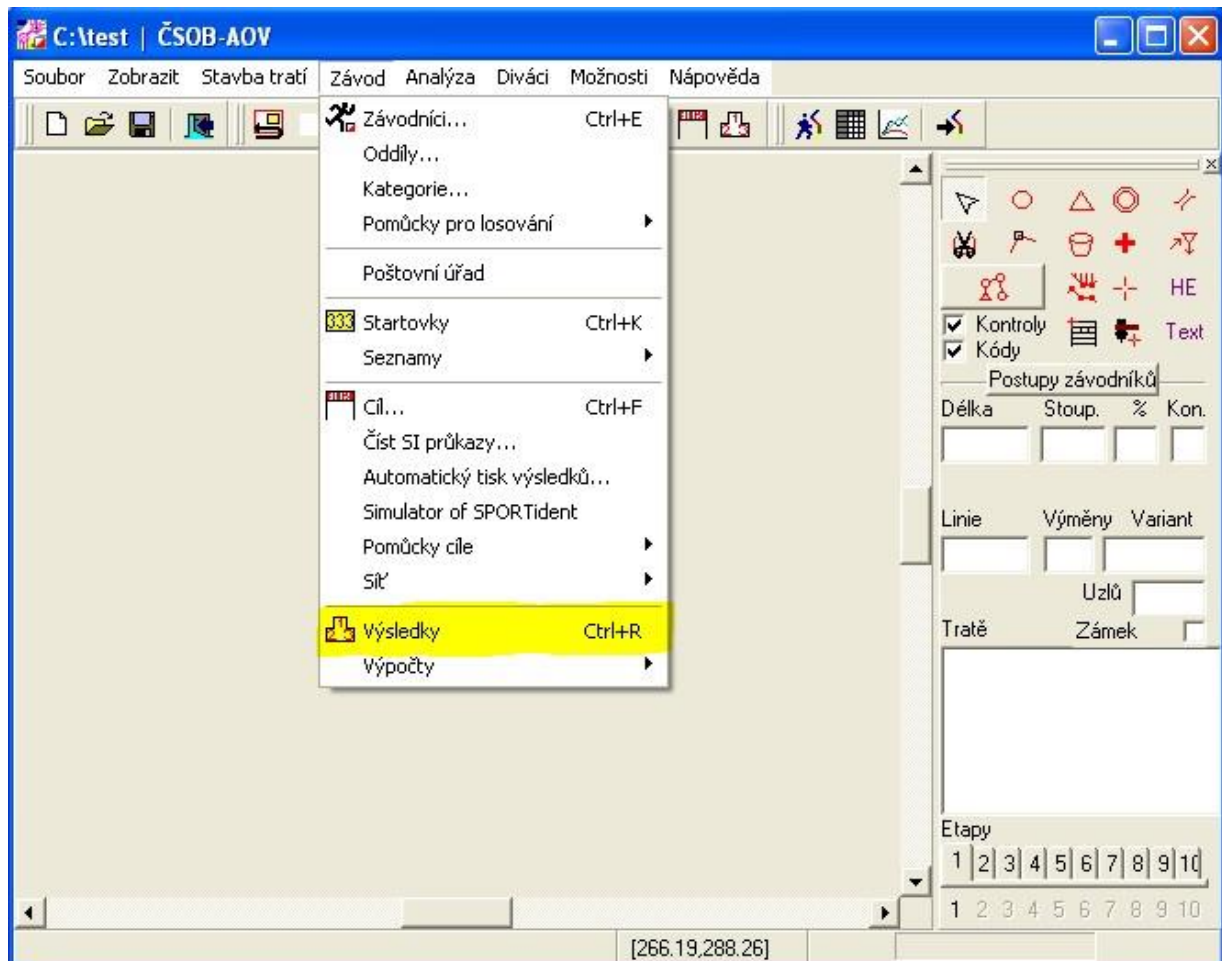 C:\test | ČSOB-AOV
Soubor Zobrazit Stavba tratí Závod Analýza Diváci Možnosti Nápověda
Závodníci... Ctrl+E
Oddíly...
Kategorie...
Pomůcky pro losování
Poštovní úřad
333 Startovky Ctrl+K
Seznamy
Cíl... Ctrl+F
Číst SI průkazy...
Automatický tisk výsledků...
Simulator of SPORTident
Pomůcky cíle
Síť
Výsledky Ctrl+R
Výpočty
HE
Kontroly
Text
Kódy
Postupy závodníků
Délka Stoup. % Kon.
Linie Výměny Variant
Uzlů
Tratě Zámek
Etapy
1 2 3 4 5 6 7 8 9 10
1 2 3 4 5 6 7 8 9 10
[266.19,288.26]